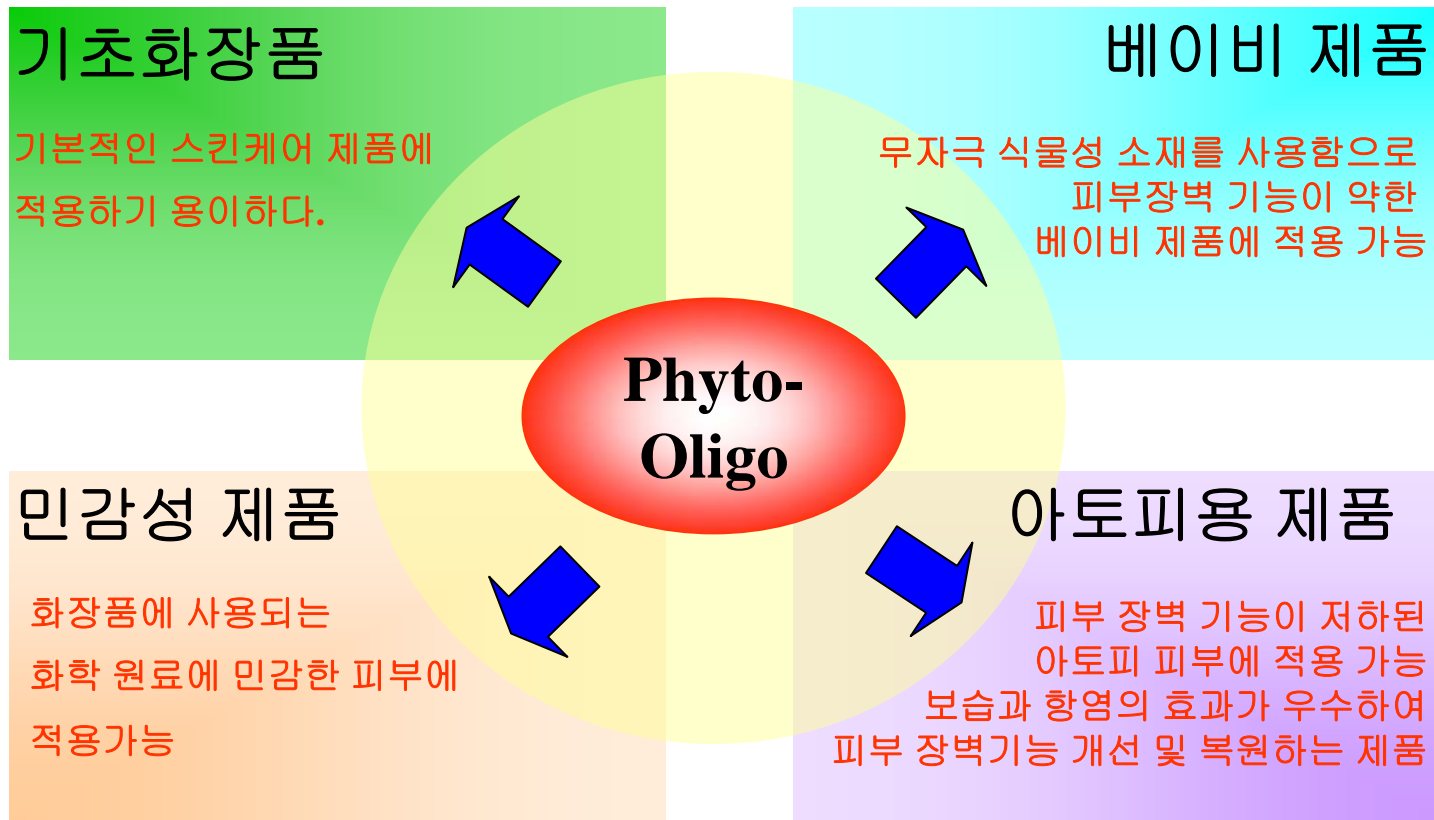 기초화장품
기본적인 스킨케어 제품에
적용하기 용이하다.
베이비 제품
무자극 식물성 소재를 사용함으로
피부장벽 기능이 약한
베이비 제품에 적용 가능
Phyto-
Oligo
민감성 제품
화장품에 사용되는
화학 원료에 민감한 피부에
적용가능
아토피용 제품
피부 장벽 기능이 저하된
아토피 피부에 적용 가능
보습과 항염의 효과가 우수하여
피부 장벽기능 개선 및 복원하는 제품